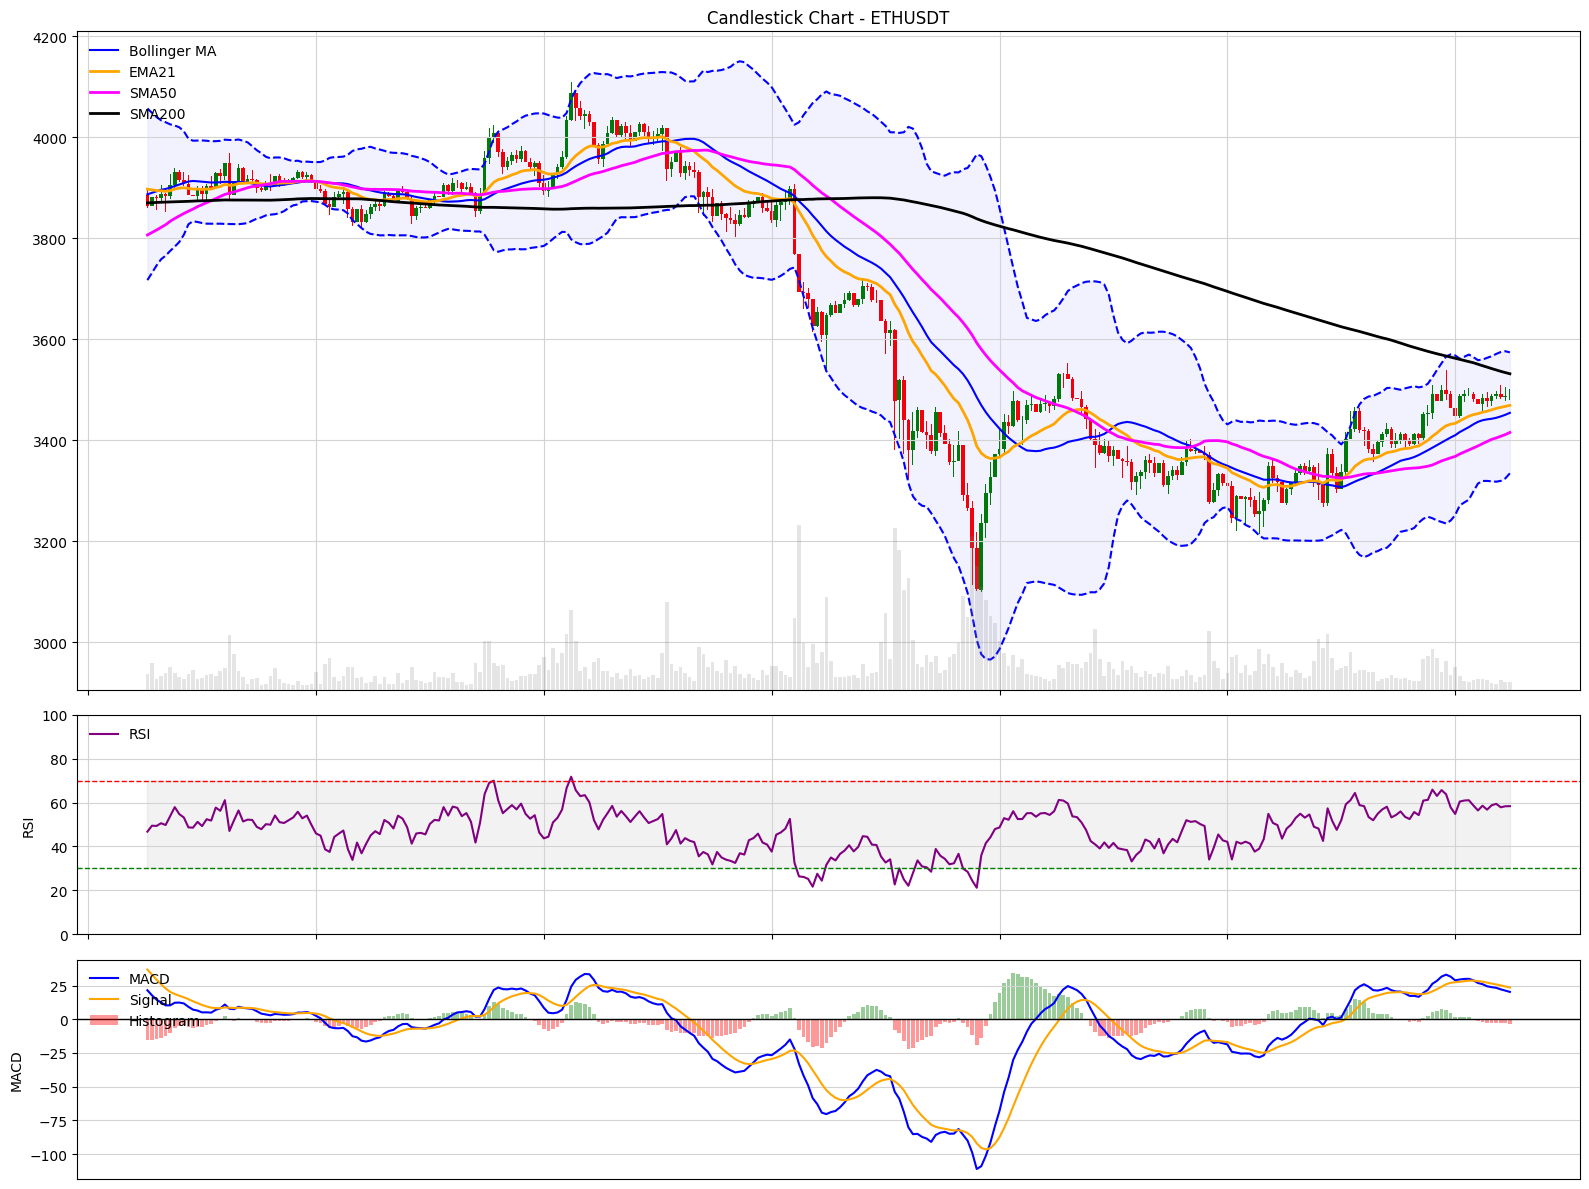 Candlestick Chart - ETHUSDT
4200
4000
3800
3600
3400
3200
3000
Bollinger MA
EMA21
SMA50
SMA200
100
80
60
40
20
0
RSI
RSI
25
0
−25
−50
−75
−100
MACD
MACD
Signal
Histogram